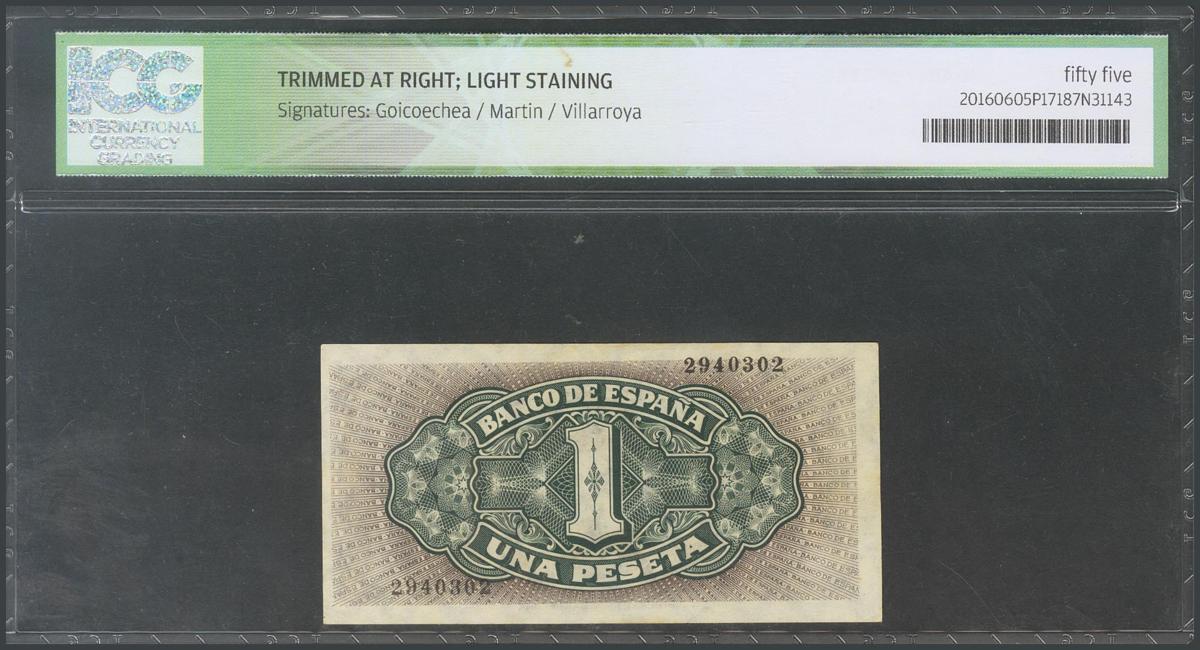 ICG
INTERNATIONAL
CURRENCY
GRADING
TRIMMED AT RIGHT; LIGHT STAINING
Signatures: Goicoechea / Martin / Villarroya
fifty five
20160605P17187N31143
2940302
BANCO DE ESPAÑA
1
UNA PESETA
2940302